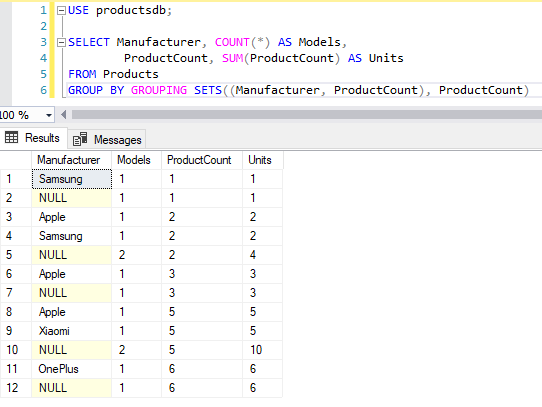 1 USE productsdb;
2
3 SELECT Manufacturer, COUNT(*) AS Models,
4 ProductCount, SUM(ProductCount) AS Units
5 FROM Products
6 GROUP BY GROUPING SETS((Manufacturer, ProductCount), ProductCount)
100 %
Results Messages
Manufacturer Models ProductCount Units
1 Samsung 1 1 1
2 NULL 1 1 1
3 Apple 1 2 2
4 Samsung 1 2 2
5 NULL 2 2 4
6 Apple 1 3 3
7 NULL 1 3 3
8 Apple 1 5 5
9 Xiaomi 1 5 5
10 NULL 2 5 10
11 OnePlus 1 6 6
12 NULL 1 6 6